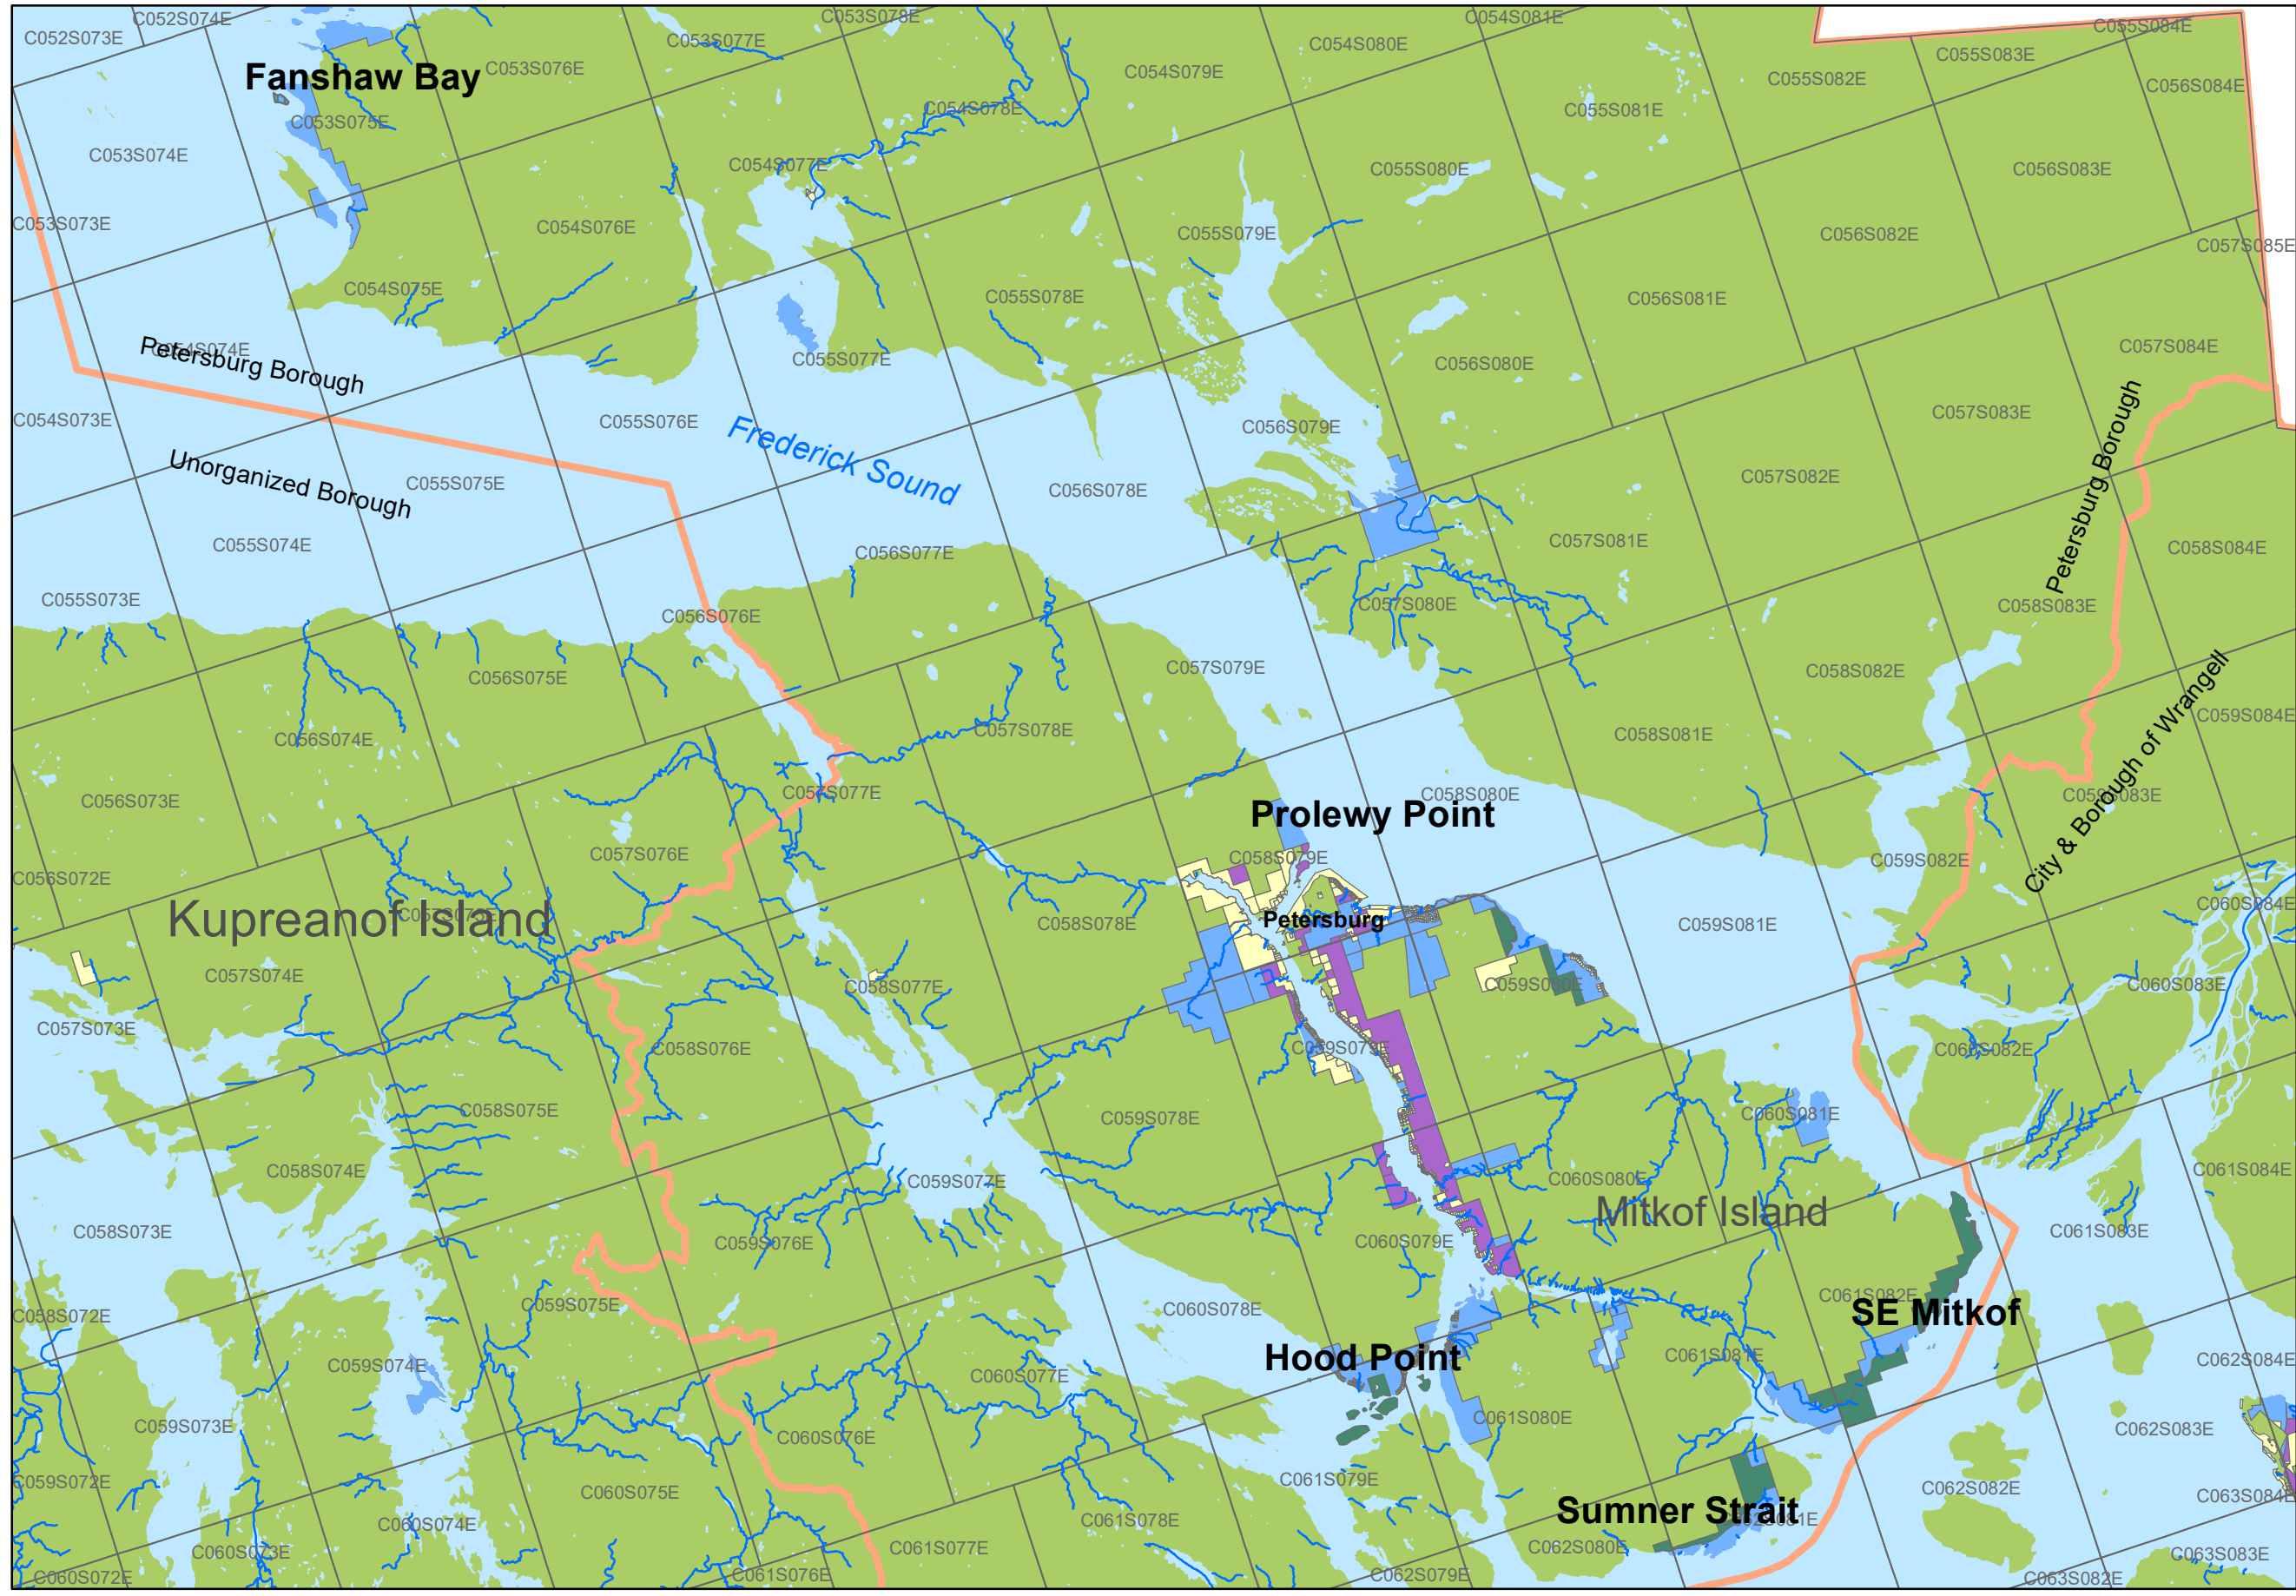 C052S074E
C053S078E
C054S081E
C055S084E
C052S073E
C053S077E
C054S080E
C055S083E
Fanshaw Bay
C053S076E
C054S079E
C055S082E
C056S084E
C053S075E
C054S078E
C055S081E
C053S074E
C054S077E
C055S080E
C056S083E
C053S073E
C054S076E
C055S079E
C056S082E
C057S085E
C054S075E
C055S078E
C056S081E
C054S074E
Petersburg Borough
C055S077E
C056S080E
C057S084E
C054S073E
C055S076E
Frederick Sound
C056S079E
C057S083E
Petersburg Borough
Unorganized Borough
C055S075E
C056S078E
C057S082E
C055S074E
C056S077E
C057S081E
C058S084E
C055S073E
C056S076E
C057S080E
C058S083E
C056S075E
C057S079E
C058S082E
C056S074E
C057S078E
C058S081E
C059S084E
City & Borough of Wrangell
C056S073E
C057S077E
C058S080E
C059S083E
Prolewy Point
C057S076E
C058S079E
C059S082E
C056S072E
Kupreanof Island
C057S075E
C058S078E
Petersburg
C059S081E
C060S084E
C057S074E
C058S077E
C059S080E
C060S083E
C057S073E
C058S076E
C059S079E
C060S082E
C058S075E
C059S078E
C060S081E
C058S074E
C059S077E
C060S080E
C061S084E
Mitkof Island
C058S073E
C059S076E
C060S079E
C061S083E
C058S072E
C059S075E
C060S078E
C061S082E
SE Mitkof
C059S074E
C060S077E
Hood Point
C061S081E
C062S084E
C059S073E
C060S076E
C061S080E
C062S083E
C059S072E
C060S075E
C061S079E
C062S082E
C063S084E
Sumner Strait
C060S074E
C061S078E
C062S081E
C060S073E
C061S077E
C062S080E
C063S083E
C060S072E
C061S076E
C062S079E
C063S082E